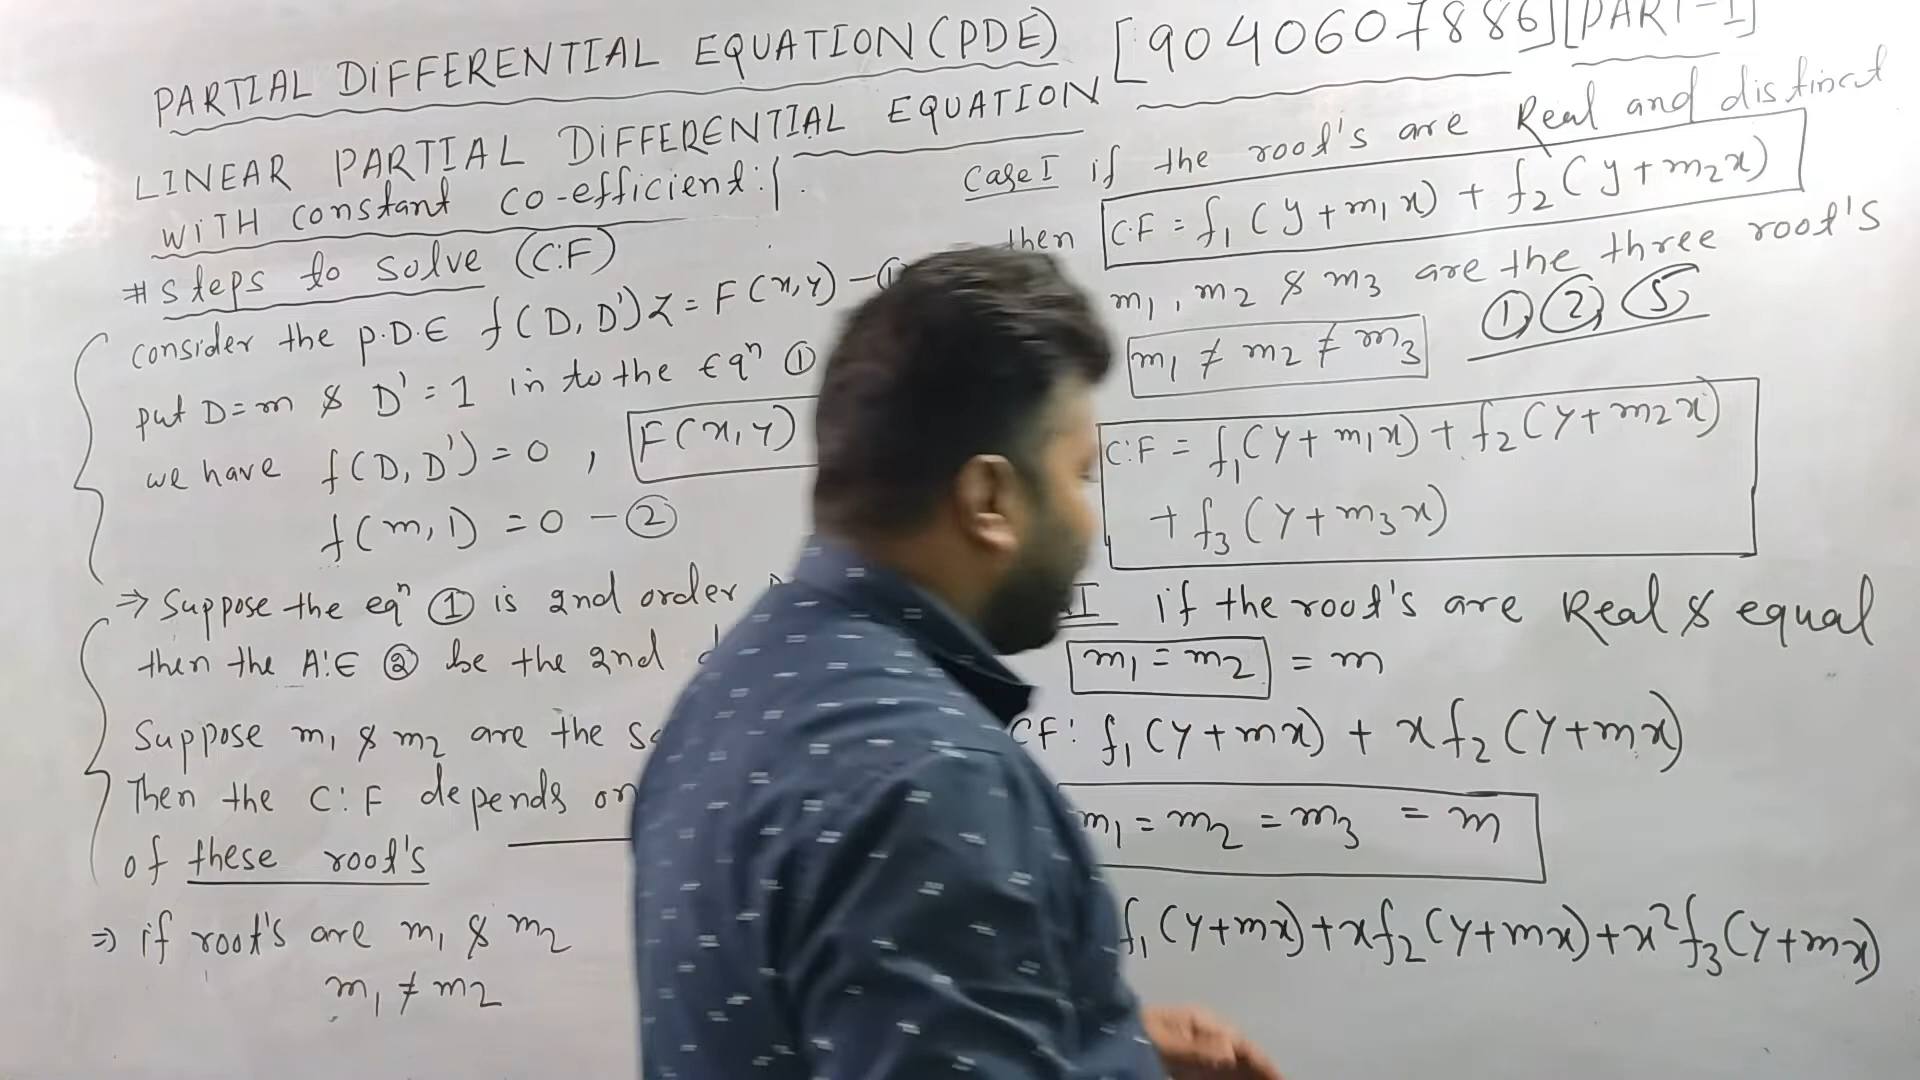 PARTIAL DIFFERENTIAL EQUATION (PDE) [9040607886] [PART-I]
LINEAR PARTIAL DIFFERENTIAL EQUATION
WITH constant co-efficient:
# steps to solve (C.F)
consider the P.D.E f(D, D')Z = F(x,y) - ①
put D=m & D'=1 in to the Eqⁿ ①
we have f(D, D') = 0 , F(x,y)
f(m,1) = 0 - ②
⇒ Suppose the eqⁿ ① is 2nd order
then the A.E ② be the 2nd
Suppose m₁ & m₂ are the
Then the C.F depends on
of these root's
⇒ if root's are m₁ & m₂
m₁ ≠ m₂
Case I if the root's are Real and distinct
then C.F = f₁(y+m₁x) + f₂(y+m₂x)
m₁, m₂ & m₃ are the three root's
m₁ ≠ m₂ ≠ m₃ ①, ②, ⑤
C.F = f₁(y+m₁x) + f₂(y+m₂x)
+ f₃(y+m₃x)
if the root's are Real & equal
m₁ = m₂ = m
CF: f₁(y+mx) + x f₂(y+mx)
m₁ = m₂ = m₃ = m
f₁(y+mx) + x f₂(y+mx) + x² f₃(y+mx)